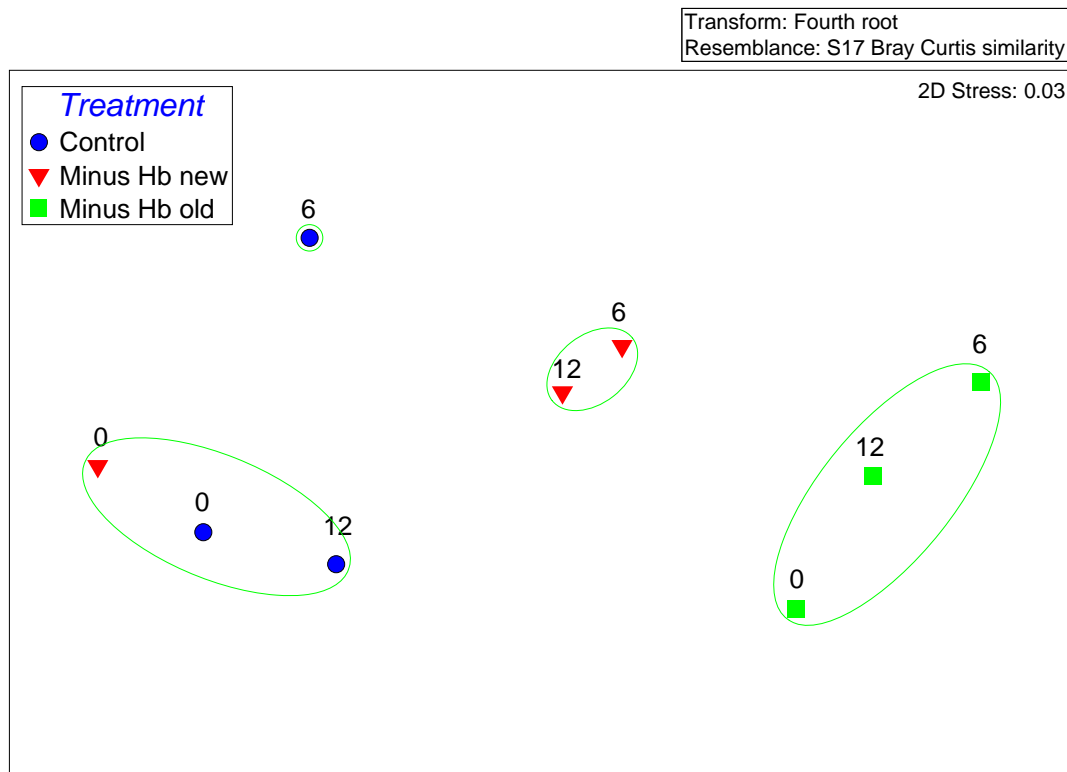 Transform: Fourth root
Resemblance: S17 Bray Curtis similarity
2D Stress: 0.03
Treatment
Control
Minus Hb new
Minus Hb old
6
6
12
6
0
12
0
12
0